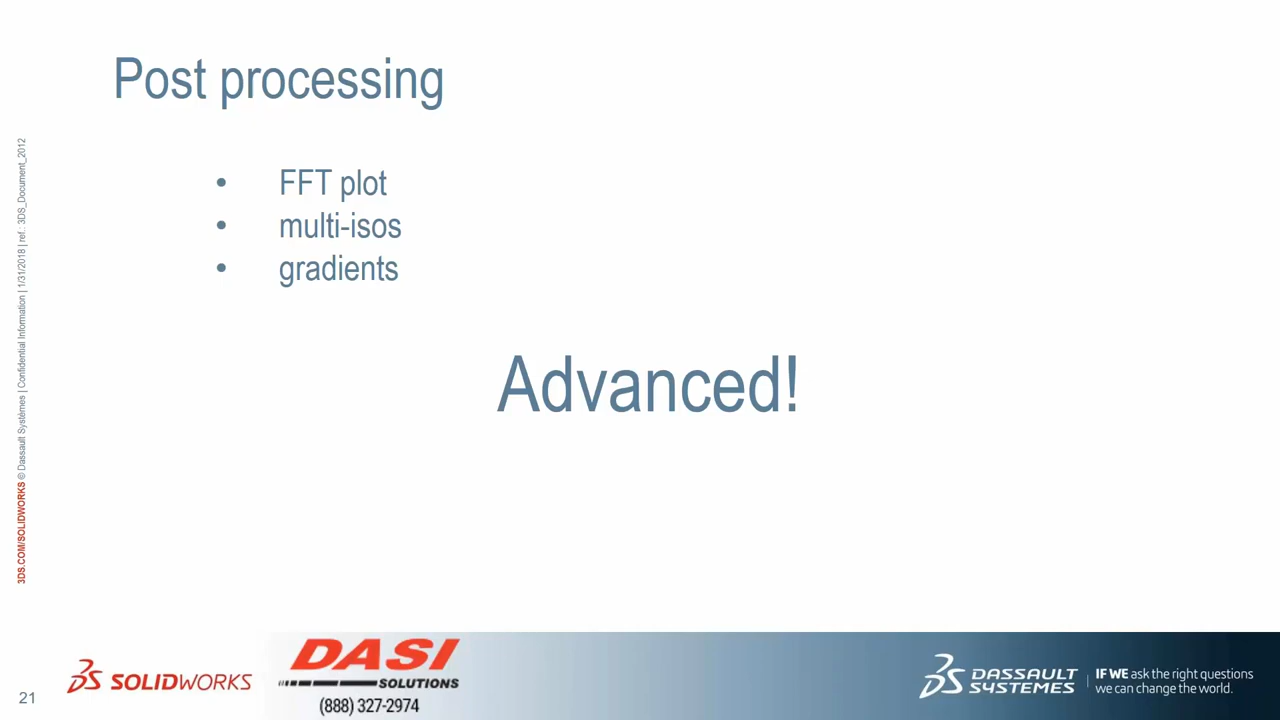 Post processing
• FFT plot
• multi-isos
• gradients
Advanced!
3DS.COM/SOLIDWORKS © Dassault Systèmes | Confidential Information | 1/31/2018 | ref.: 3DS_Document_2012
21
SOLIDWORKS
DASI
SOLUTIONS
(888) 327-2974
DASSAULT
SYSTEMES
IF WE ask the right questions
we can change the world.